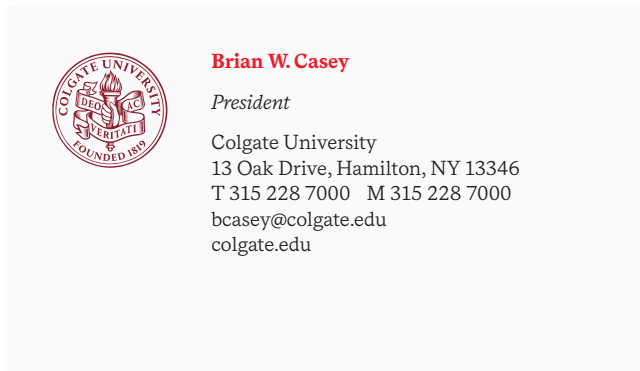 COLGATE UNIVERSITY
DEO AC
VERITATI
FOUNDED 1819
Brian W. Casey
President
Colgate University
13 Oak Drive, Hamilton, NY 13346
T 315 228 7000 M 315 228 7000
bcasey@colgate.edu
colgate.edu